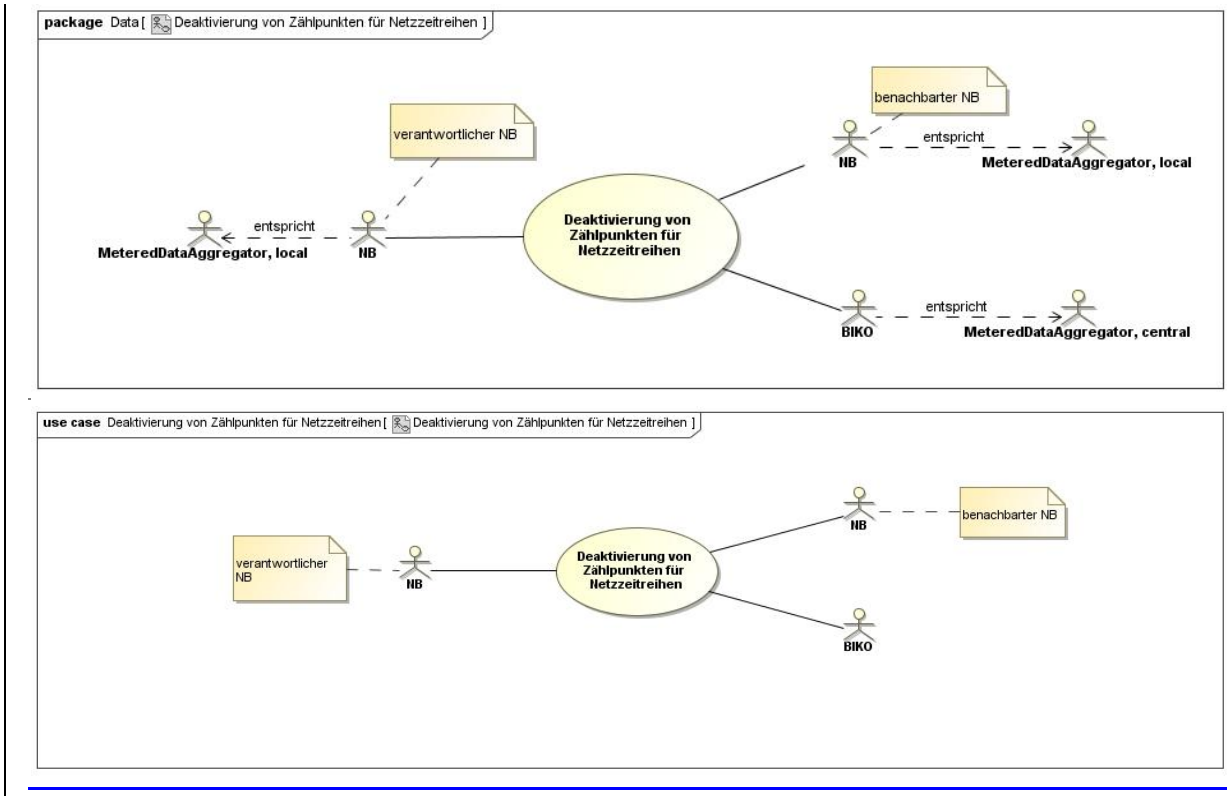 package Data [ Deaktivierung von Zählpunkten für Netzzeitreihen ]
benachbarter NB
verantwortlicher NB
entspricht
NB
MeteredDataAggregator, local
Deaktivierung von
Zählpunkten für
Netzzeitreihen
entspricht
MeteredDataAggregator, local
NB
entspricht
BIKO
MeteredDataAggregator, central
use case Deaktivierung von Zählpunkten für Netzzeitreihen [ Deaktivierung von Zählpunkten für Netzzeitreihen ]
NB
benachbarter NB
verantwortlicher
NB
NB
Deaktivierung von
Zählpunkten für
Netzzeitreihen
BIKO